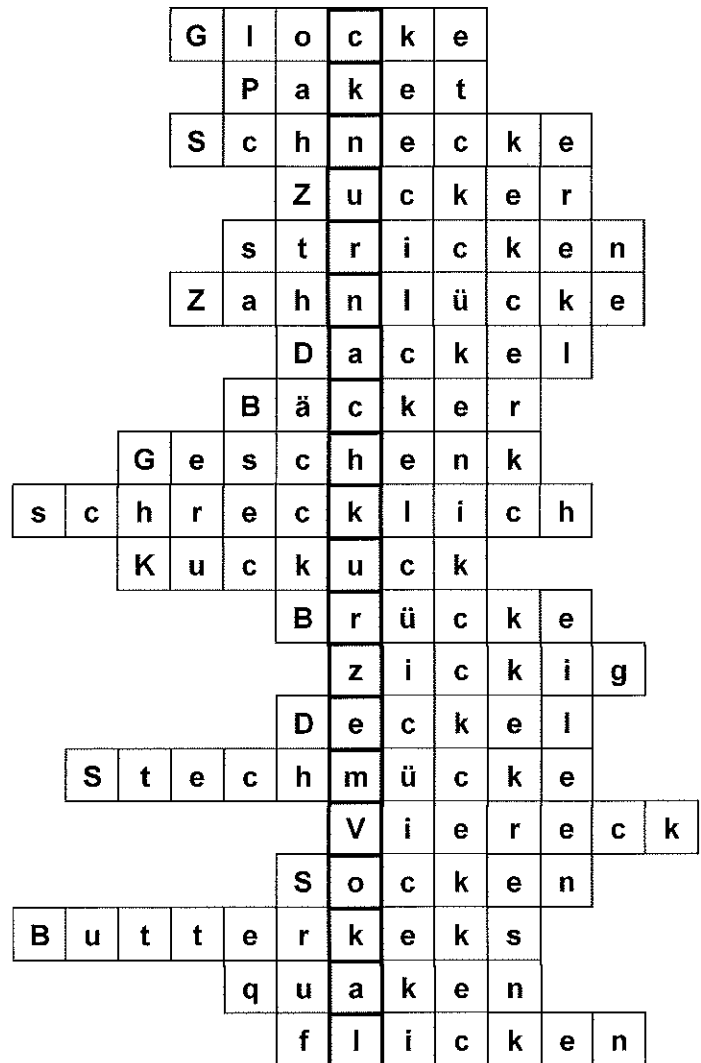 Glocke
Paket
Schnecke
Zucker
stricken
Zahnlücke
Dackel
Bäcker
Geschenk
schrecklich
Kuckuck
Brücke
zickig
Deckel
Stechmücke
Viereck
Socken
Butterkeks
quaken
flicken